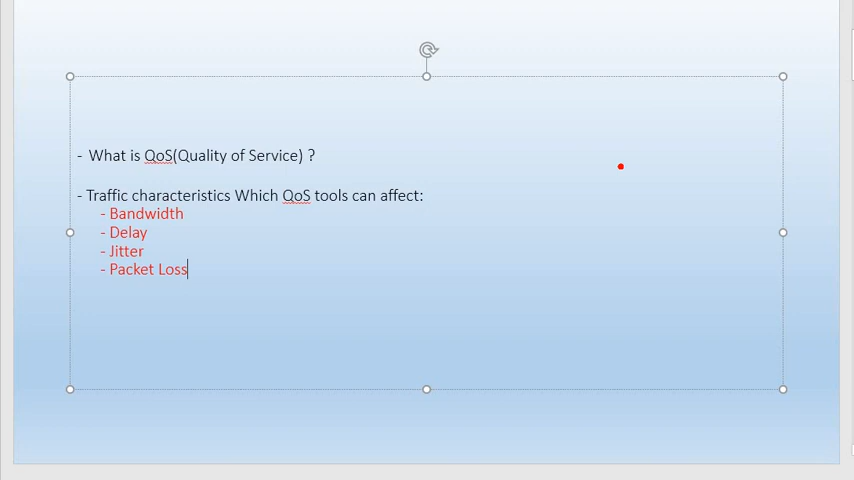 - What is QoS(Quality of Service) ?
- Traffic characteristics Which QoS tools can affect:
- Bandwidth
- Delay
- Jitter
- Packet Loss